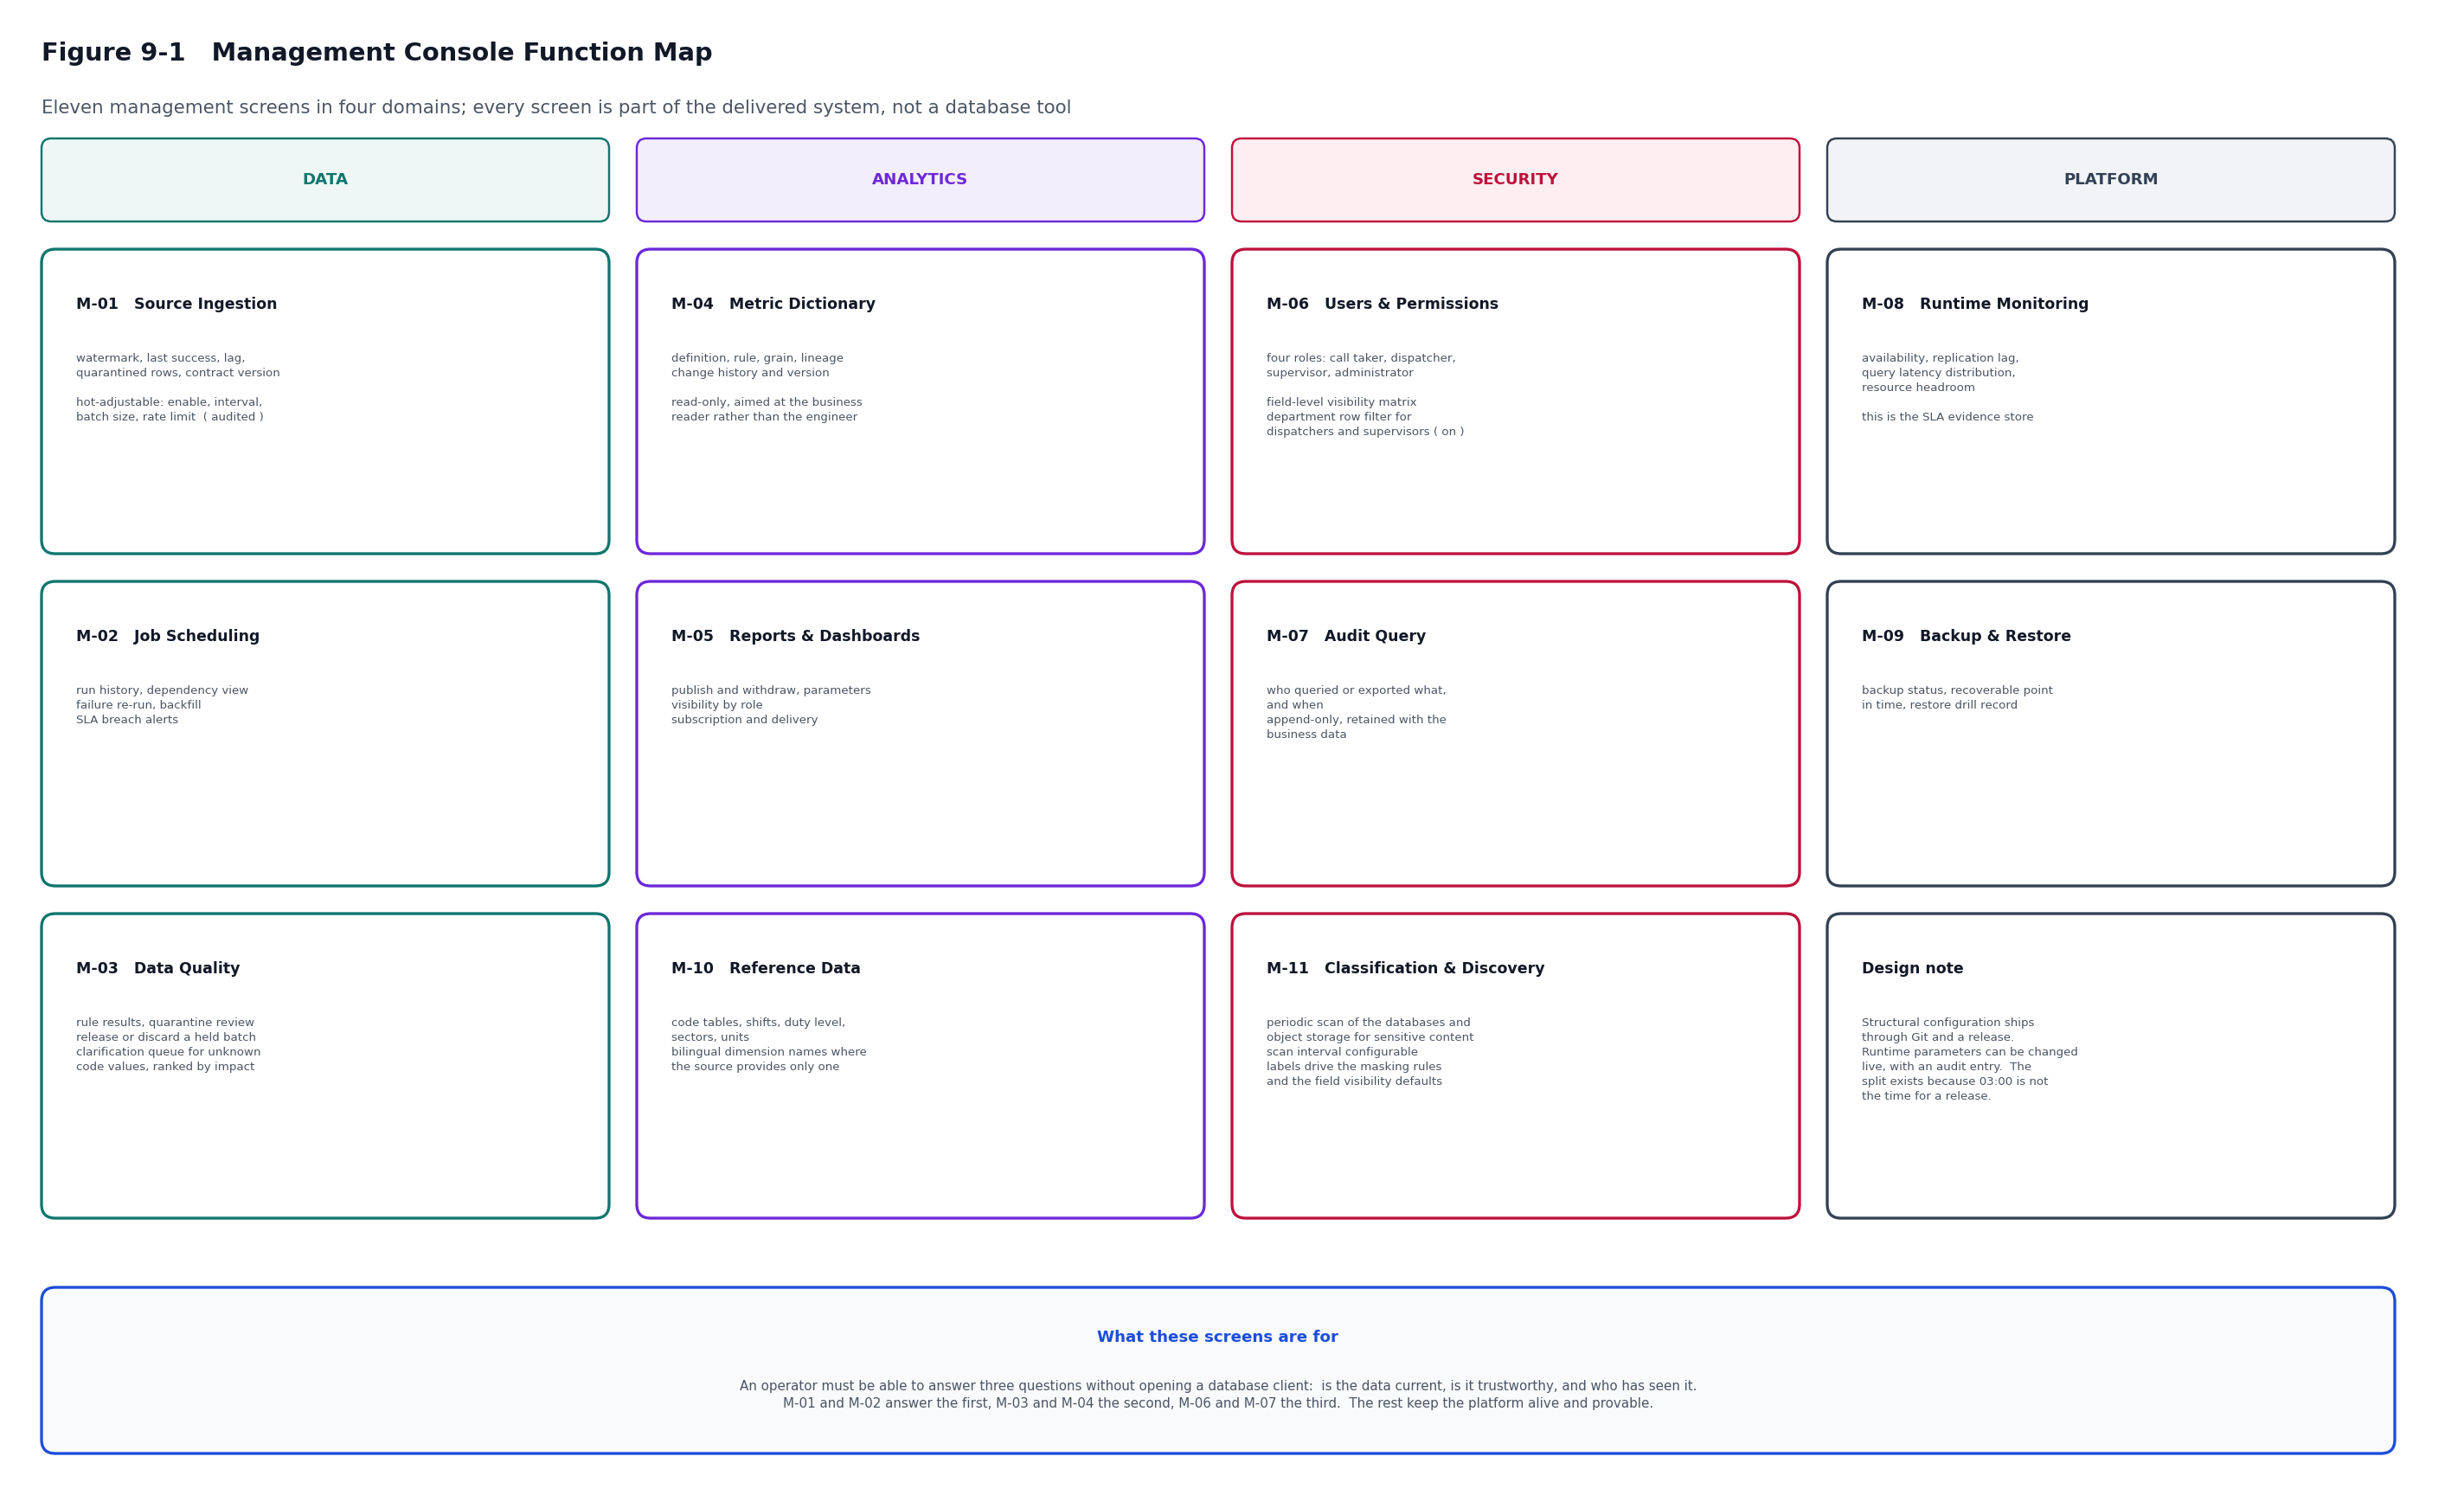 Figure 9-1 Management Console Function Map
Eleven management screens in four domains; every screen is part of the delivered system, not a database tool
DATA
ANALYTICS
SECURITY
PLATFORM
M-01 Source Ingestion
watermark, last success, lag,
quarantined rows, contract version
hot-adjustable: enable, interval,
batch size, rate limit ( audited )
M-04 Metric Dictionary
definition, rule, grain, lineage
change history and version
read-only, aimed at the business
reader rather than the engineer
M-06 Users & Permissions
four roles: call taker, dispatcher,
supervisor, administrator
field-level visibility matrix
department row filter for
dispatchers and supervisors ( on )
M-08 Runtime Monitoring
availability, replication lag,
query latency distribution,
resource headroom
this is the SLA evidence store
M-02 Job Scheduling
run history, dependency view
failure re-run, backfill
SLA breach alerts
M-05 Reports & Dashboards
publish and withdraw, parameters
visibility by role
subscription and delivery
M-07 Audit Query
who queried or exported what,
and when
append-only, retained with the
business data
M-09 Backup & Restore
backup status, recoverable point
in time, restore drill record
M-03 Data Quality
rule results, quarantine review
release or discard a held batch
clarification queue for unknown
code values, ranked by impact
M-10 Reference Data
code tables, shifts, duty level,
sectors, units
bilingual dimension names where
the source provides only one
M-11 Classification & Discovery
periodic scan of the databases and
object storage for sensitive content
scan interval configurable
labels drive the masking rules
and the field visibility defaults
Design note
Structural configuration ships
through Git and a release.
Runtime parameters can be changed
live, with an audit entry. The
split exists because 03:00 is not
the time for a release.
What these screens are for
An operator must be able to answer three questions without opening a database client: is the data current, is it trustworthy, and who has seen it.
M-01 and M-02 answer the first, M-03 and M-04 the second, M-06 and M-07 the third. The rest keep the platform alive and provable.